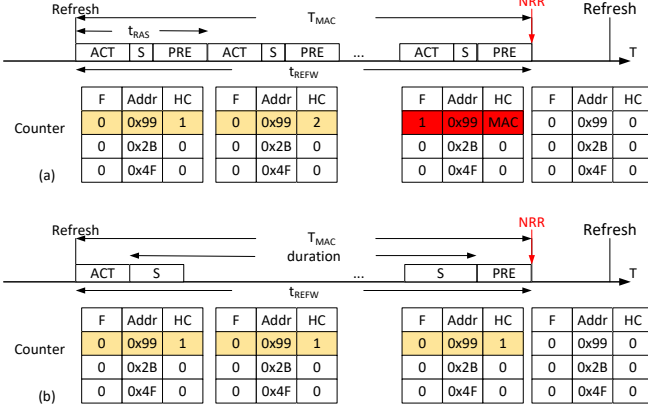 Refresh
T_MAC
NRR
Refresh
t_RAS
ACT S PRE ACT S PRE ... ACT S PRE T
t_REFW
F Addr HC F Addr HC F Addr HC F Addr HC
Counter 0 0x99 1 0 0x99 2 1 0x99 MAC 0 0x99 0
0 0x2B 0 0 0x2B 0 0 0x2B 0 0 0x2B 0
(a) 0 0x4F 0 0 0x4F 0 0 0x4F 0 0 0x4F 0
Refresh
T_MAC
NRR
Refresh
duration
ACT S ... S PRE T
t_REFW
F Addr HC F Addr HC F Addr HC F Addr HC
Counter 0 0x99 1 0 0x99 1 0 0x99 1 0 0x99 0
0 0x2B 0 0 0x2B 0 0 0x2B 0 0 0x2B 0
(b) 0 0x4F 0 0 0x4F 0 0 0x4F 0 0 0x4F 0